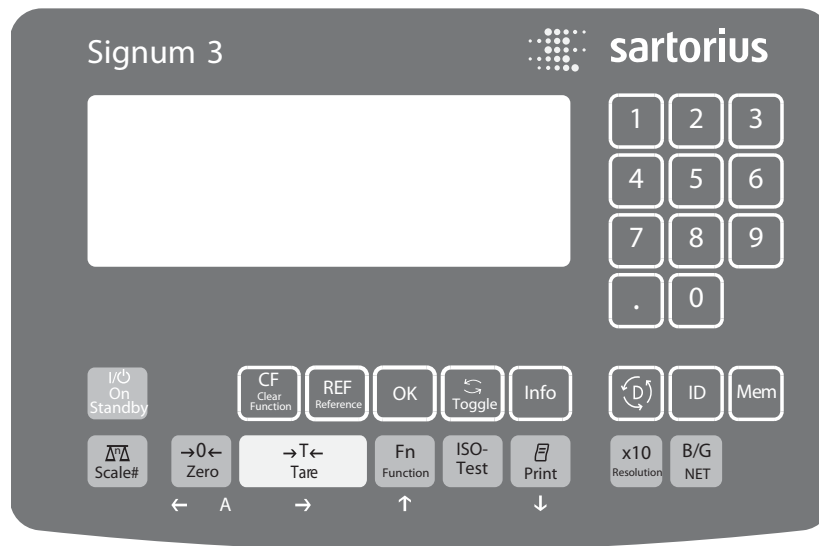 Signum 3
sartorius
1 2 3
4 5 6
7 8 9
. 0
I/⏻
On
Standby
CF
Clear
Function
REF
Reference
OK
Toggle
Info
D
ID
Mem
n
Scale#
→0←
Zero
→T←
Tare
Fn
Function
ISO-
Test
Print
x10
Resolution
B/G
NET
← A → ↑ ↓